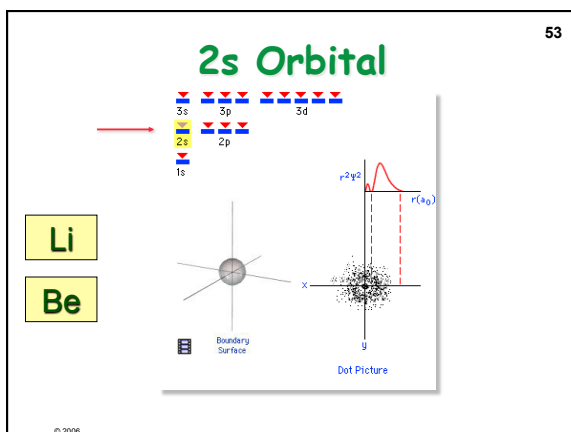 53
2s Orbital
3s 3p 3d
2s 2p
1s
r²Ψ²
r(a₀)
Li
x
Be
Boundary
Surface
y
Dot Picture
© 2006